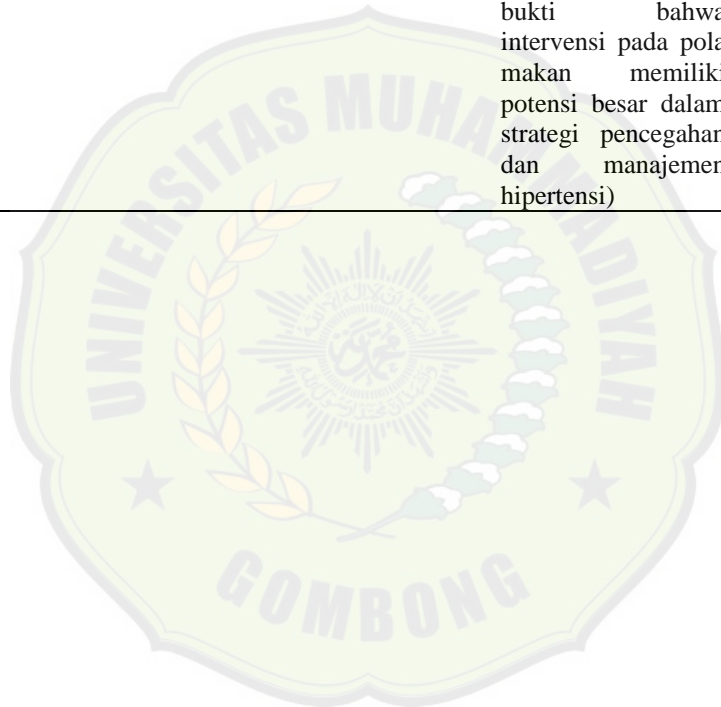 bukti bahwa
intervensi pada pola
makan memiliki
potensi besar dalam
strategi pencegahan
dan manajemen
hipertensi)
UNIVERSITAS MUHAMMADIYAH
GOMBONG